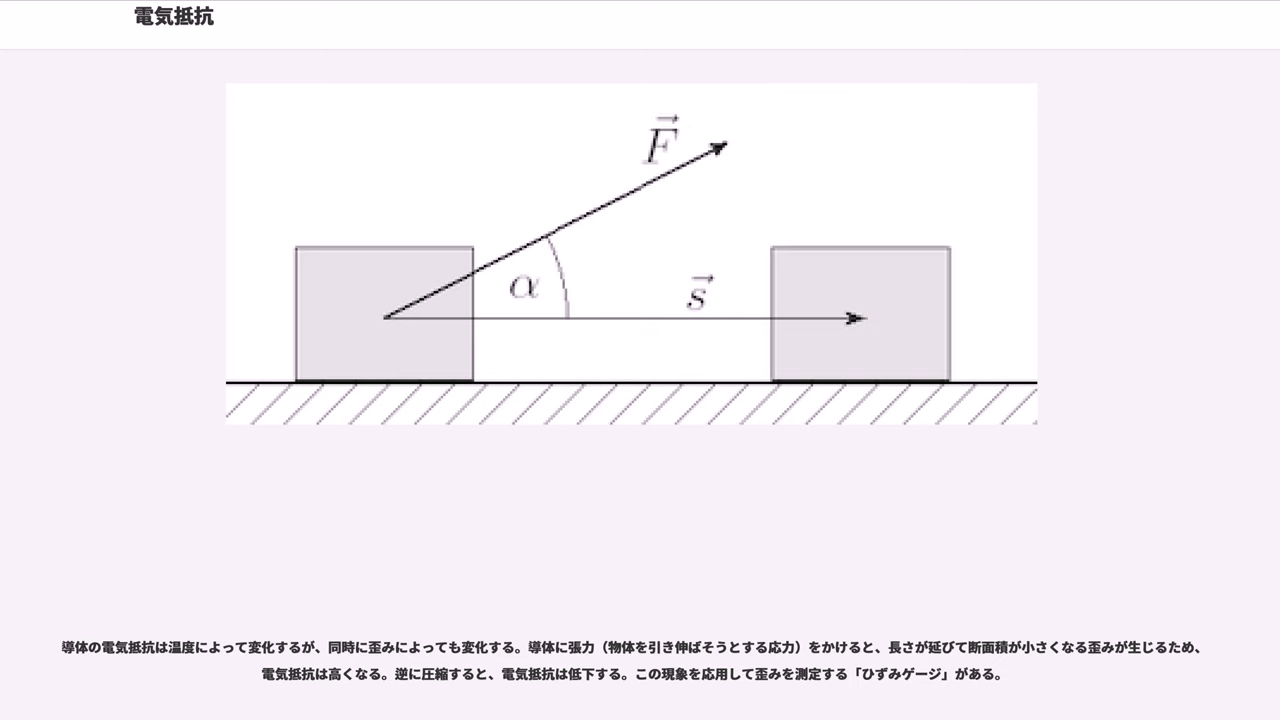 電気抵抗
F⃗
α
s⃗
導体の電気抵抗は温度によって変化するが、同時に歪みによっても変化する。導体に張力（物体を引き伸ばそうとする応力）をかけると、長さが延びて断面積が小さくなる歪みが生じるため、
電気抵抗は高くなる。逆に圧縮すると、電気抵抗は低下する。この現象を応用して歪みを測定する「ひずみゲージ」がある。